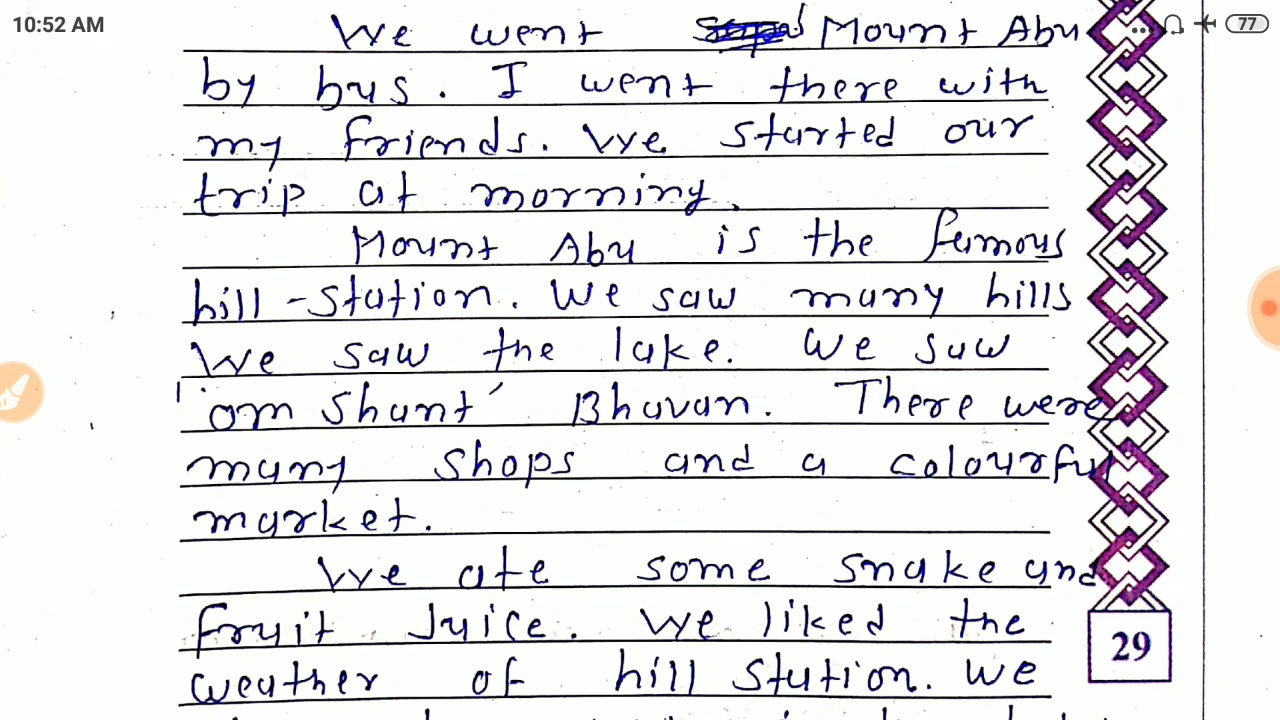 10:52 AM
77
We went Mount Abu
by bus. I went there with
my friends. We started our
trip at morning.
Mount Abu is the famous
hill-station. We saw many hills
We saw the lake. We saw
'om shant' Bhavan. There were
many shops and a colourful
market.
We ate some snake and
fruit Juice. We liked the
weather of hill station. We
29